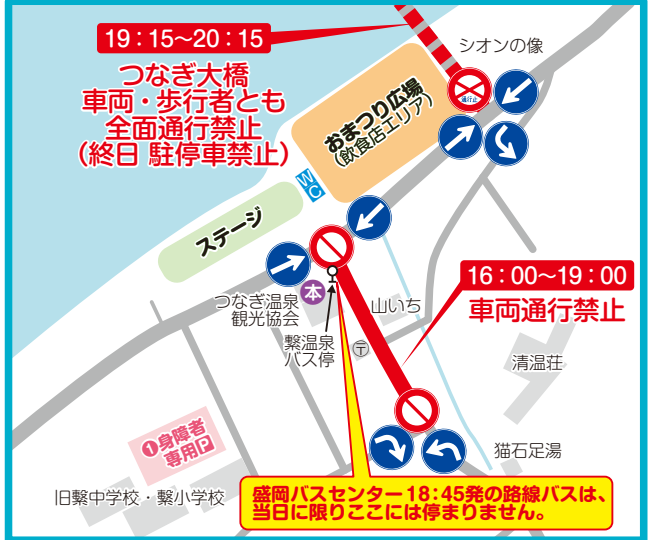 19：15～20：15
つなぎ大橋
車両・歩行者とも
全面通行禁止
（終日 駐停車禁止）
シオンの像
通行止
おまつり広場
（飲食店エリア）
WC
ステージ
本
つなぎ温泉
観光協会
繋温泉
バス停
山いち
〒
16：00～19：00
車両通行禁止
清温荘
猫石足湯
❶身障者
専用P
旧繋中学校・繋小学校
盛岡バスセンター18：45発の路線バスは、
当日に限りここには停まりません。